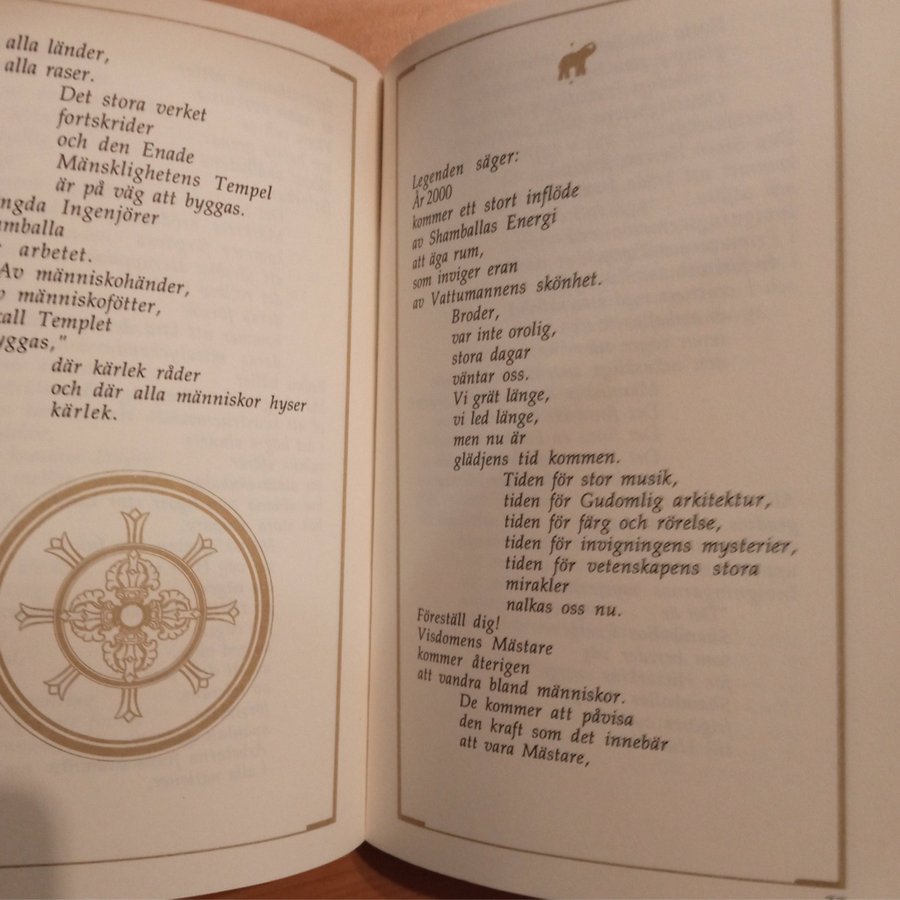 alla länder,
alla raser.
Det stora verket
fortskrider
och den Enade
Mänsklighetens Tempel
är på väg att byggas.
Ingenjörer
arbetet.
Av människohänder,
människofötter,
Templet
där kärlek råder
och där alla människor hyser
kärlek.
Legenden säger:
År 2000
kommer ett stort inflöde
av Shamballas Energi
att äga rum,
som inviger eran
av Vattumannens skönhet.
Broder,
var inte orolig,
stora dagar
väntar oss.
Vi grät länge,
vi led länge,
men nu är
glädjens tid kommen.
Tiden för stor musik,
tiden för Gudomlig arkitektur,
tiden för färg och rörelse,
tiden för invigningens mysterier,
tiden för vetenskapens stora
mirakler
nalkas oss nu.
Föreställ dig!
Visdomens Mästare
kommer återigen
att vandra bland människor.
De kommer att påvisa
den kraft som det innebär
att vara Mästare,